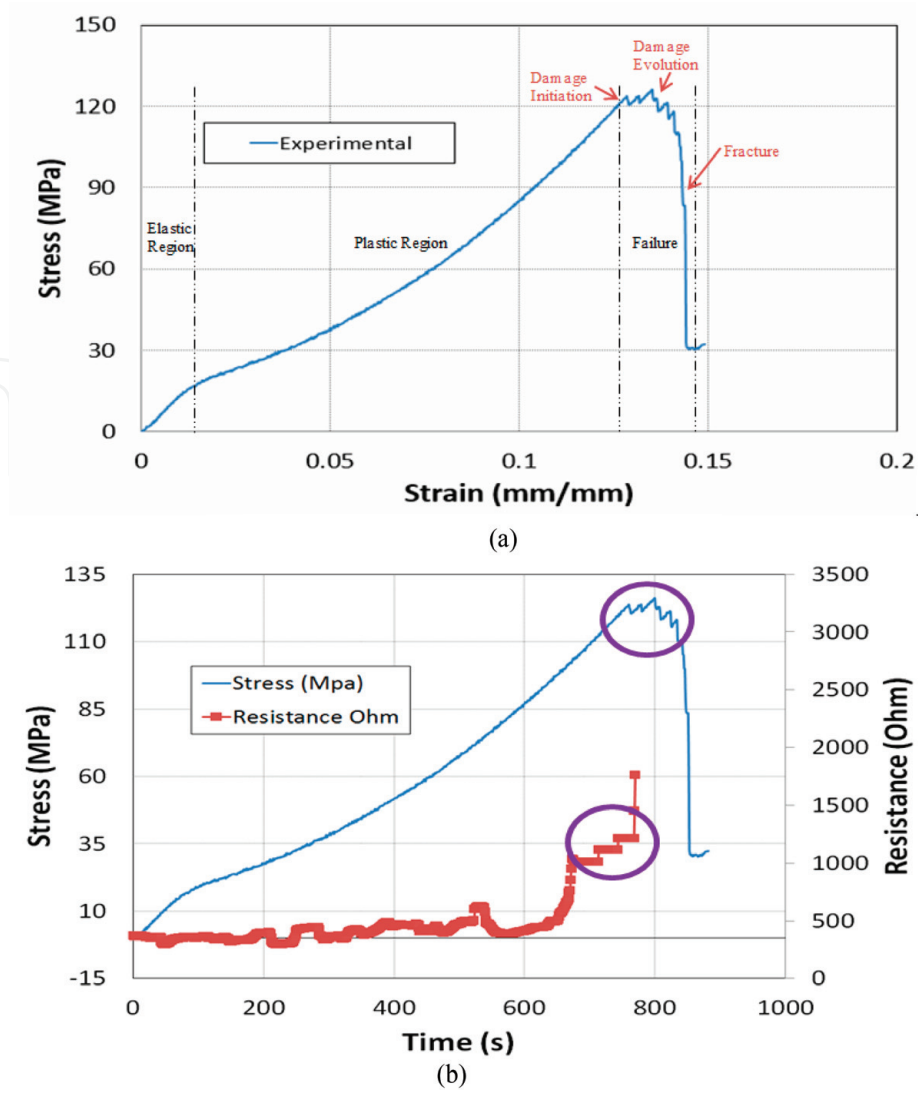 150
120
90
60
30
0
Stress (MPa)
Experimental
Elastic
Region
Plastic Region
Damage
Initiation
Damage
Evolution
Fracture
Failure
0
0.05
0.1
0.15
0.2
Strain (mm/mm)
(a)
135
110
85
60
35
10
-15
Stress (MPa)
Stress (Mpa)
Resistance Ohm
3500
3000
2500
2000
1500
1000
500
0
Resistance (Ohm)
0
200
400
600
800
1000
Time (s)
(b)